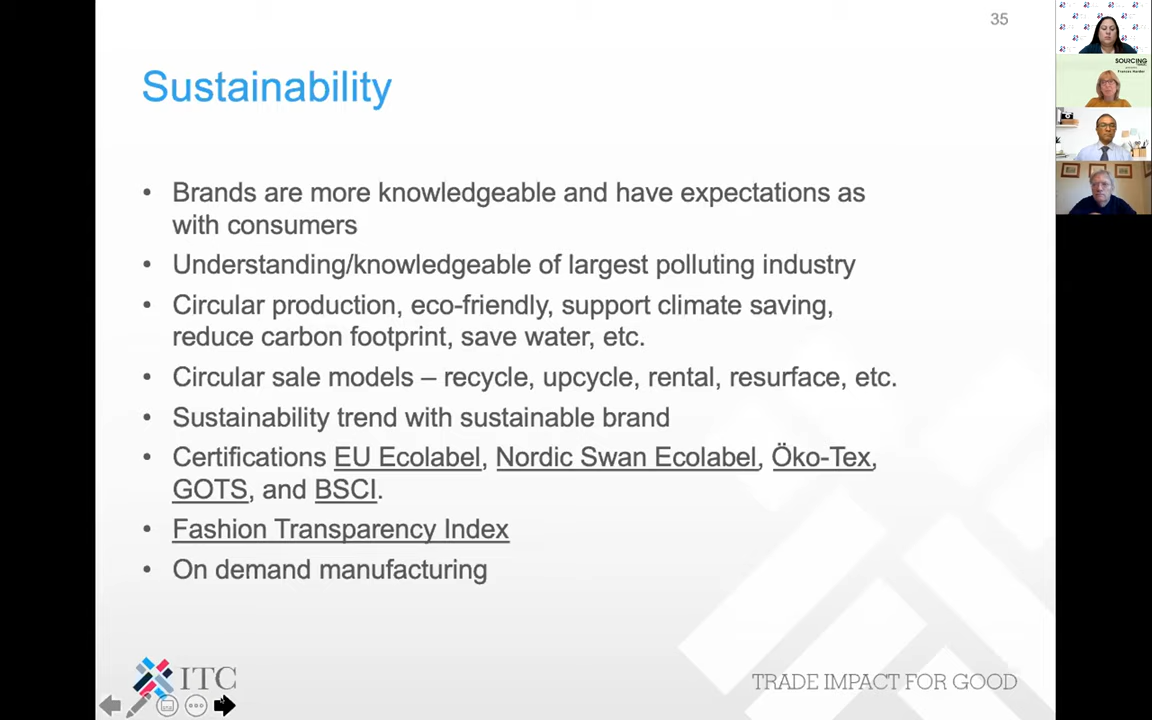 35
SOURCING
Frances Harder
Sustainability
• Brands are more knowledgeable and have expectations as
with consumers
• Understanding/knowledgeable of largest polluting industry
• Circular production, eco-friendly, support climate saving,
reduce carbon footprint, save water, etc.
• Circular sale models – recycle, upcycle, rental, resurface, etc.
• Sustainability trend with sustainable brand
• Certifications EU Ecolabel, Nordic Swan Ecolabel, Öko-Tex,
GOTS, and BSCI.
• Fashion Transparency Index
• On demand manufacturing
ITC
TRADE IMPACT FOR GOOD